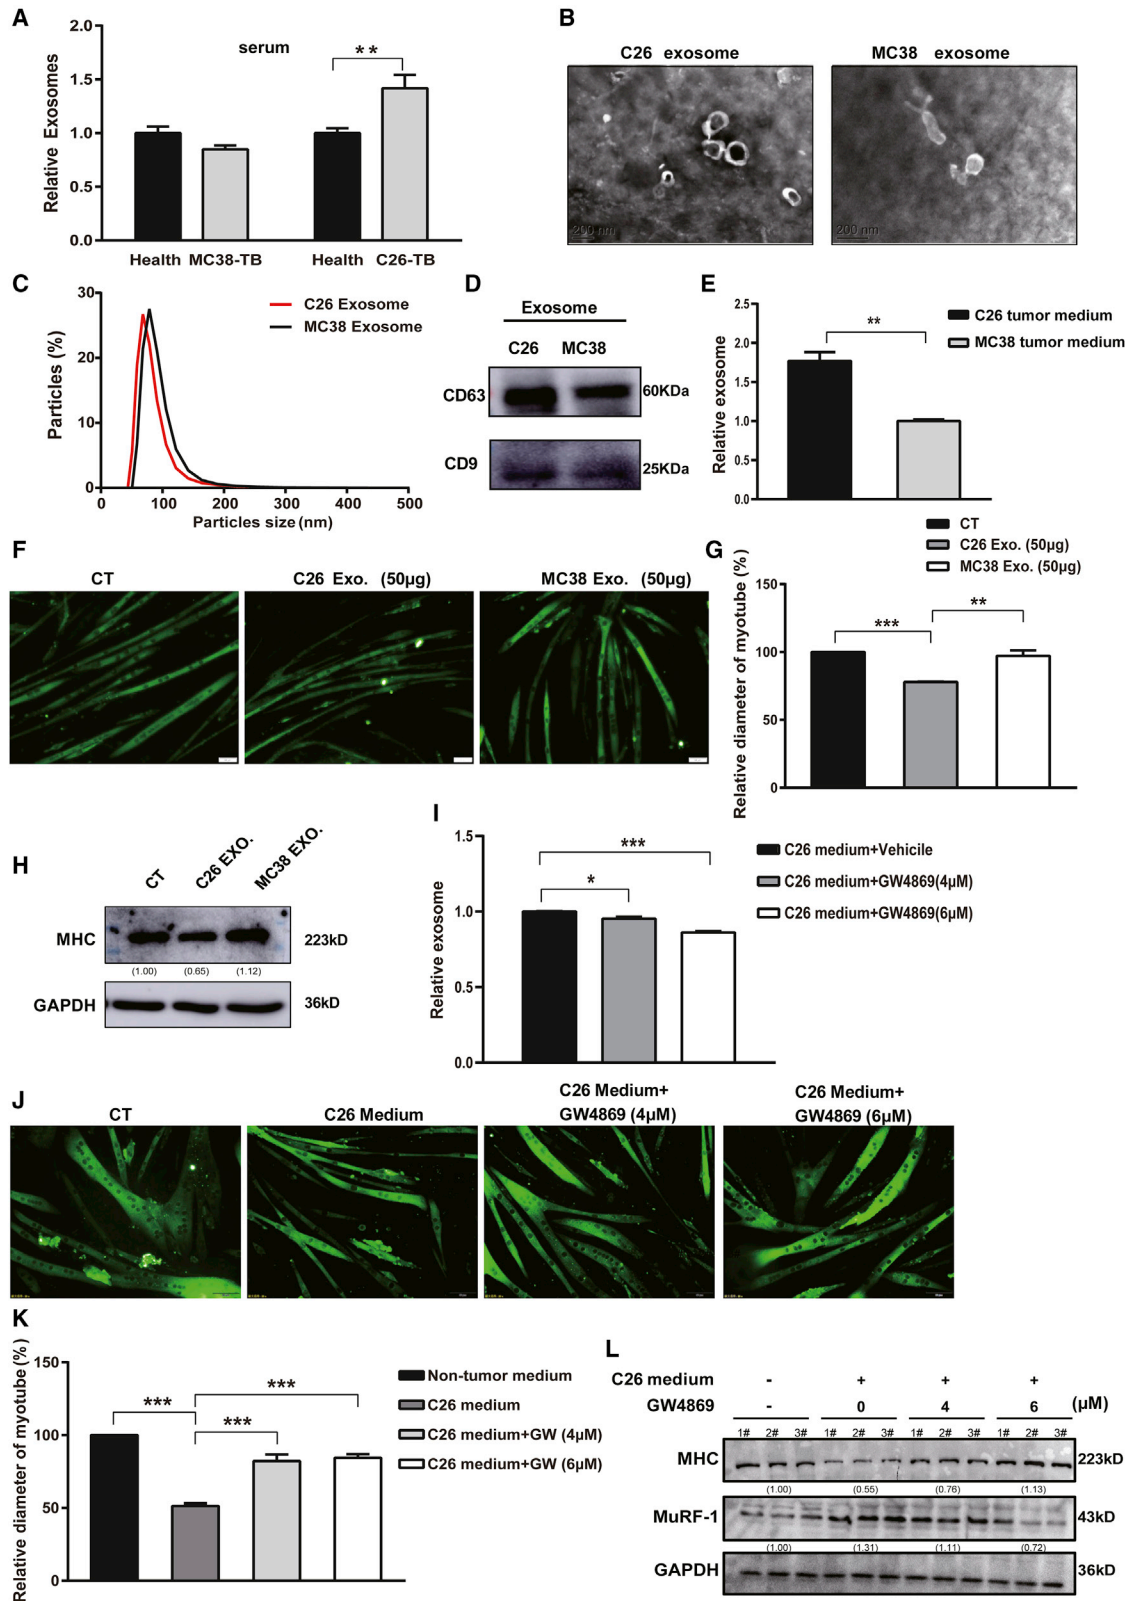 A
2.0
1.5
1.0
0.5
0.0
Relative Exosomes
serum
**
Health MC38-TB Health C26-TB
B
C26 exosome MC38 exosome
200 nm 200 nm
C
30
20
10
0
Particles (%)
C26 Exosome
MC38 Exosome
0 100 200 300 400 500
Particles size (nm)
D
Exosome
C26 MC38
CD63 60KDa
CD9 25KDa
E
2.5
2.0
1.5
1.0
0.5
0.0
Relative exosome
**
C26 tumor medium
MC38 tumor medium
F
CT C26 Exo. (50μg) MC38 Exo. (50μg)
G
CT
C26 Exo. (50μg)
MC38 Exo. (50μg)
150
100
50
0
Relative diameter of myotube (%)
***
**
H
CT C26 EXO. MC38 EXO.
MHC 223kD
(1.00) (0.65) (1.12)
GAPDH 36kD
I
1.5
1.0
0.5
0.0
Relative exosome
***
*
C26 medium+Vehicile
C26 medium+GW4869(4μM)
C26 medium+GW4869(6μM)
J
CT
C26 Medium
C26 Medium+
GW4869 (4μM)
C26 Medium+
GW4869 (6μM)
K
150
100
50
0
Relative diameter of myotube (%)
***
***
***
Non-tumor medium
C26 medium
C26 medium+GW (4μM)
C26 medium+GW (6μM)
L
C26 medium - + + +
GW4869 - 0 4 6 (μM)
1# 2# 3# 1# 2# 3# 1# 2# 3# 1# 2# 3#
MHC 223kD
(1.00) (0.55) (0.76) (1.13)
MuRF-1 43kD
(1.00) (1.31) (1.11) (0.72)
GAPDH 36kD